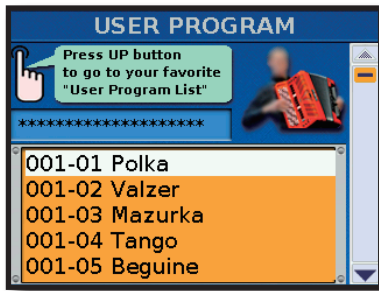 USER PROGRAM
Press UP button
to go to your favorite
"User Program List"
********************
001-01 Polka
001-02 Valzer
001-03 Mazurka
001-04 Tango
001-05 Beguine